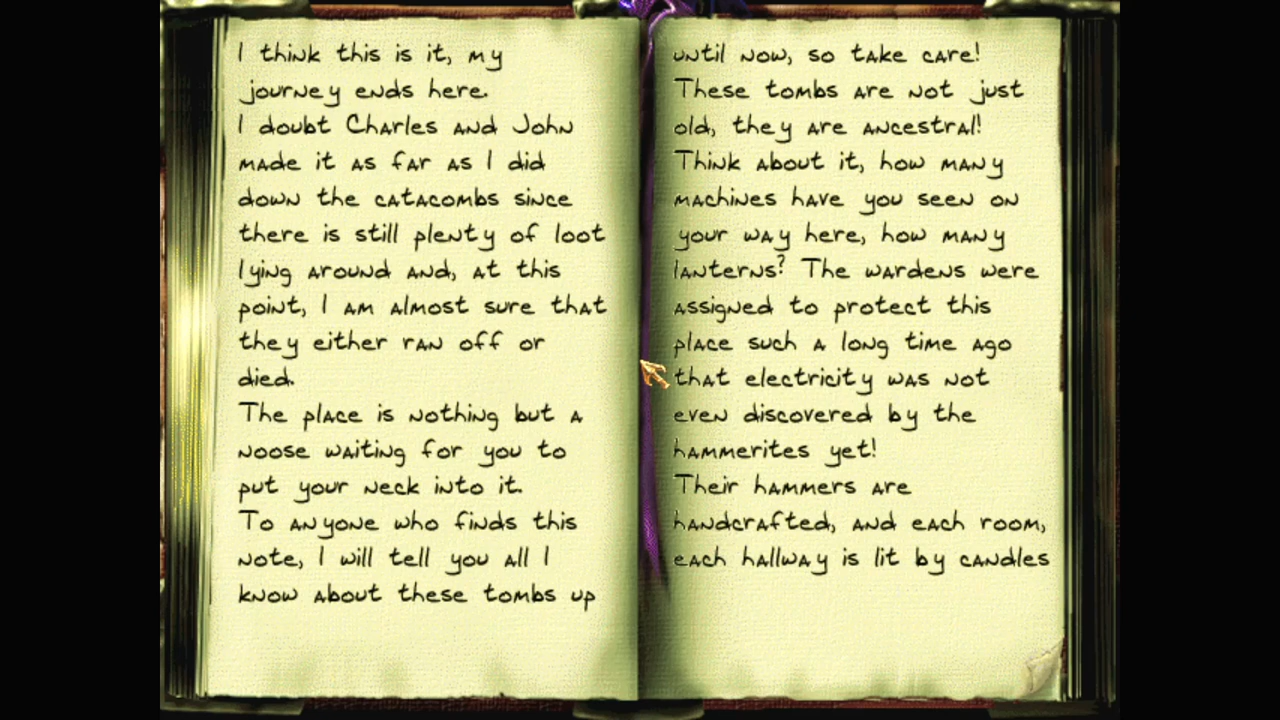 I think this is it, my
journey ends here.
I doubt Charles and John
made it as far as I did
down the catacombs since
there is still plenty of loot
lying around and, at this
point, I am almost sure that
they either ran off or
died.
The place is nothing but a
noose waiting for you to
put your neck into it.
To anyone who finds this
note, I will tell you all I
know about these tombs up
until now, so take care!
These tombs are not just
old, they are ancestral!
Think about it, how many
machines have you seen on
your way here, how many
lanterns? The wardens were
assigned to protect this
place such a long time ago
that electricity was not
even discovered by the
hammerites yet!
Their hammers are
handcrafted, and each room,
each hallway is lit by candles